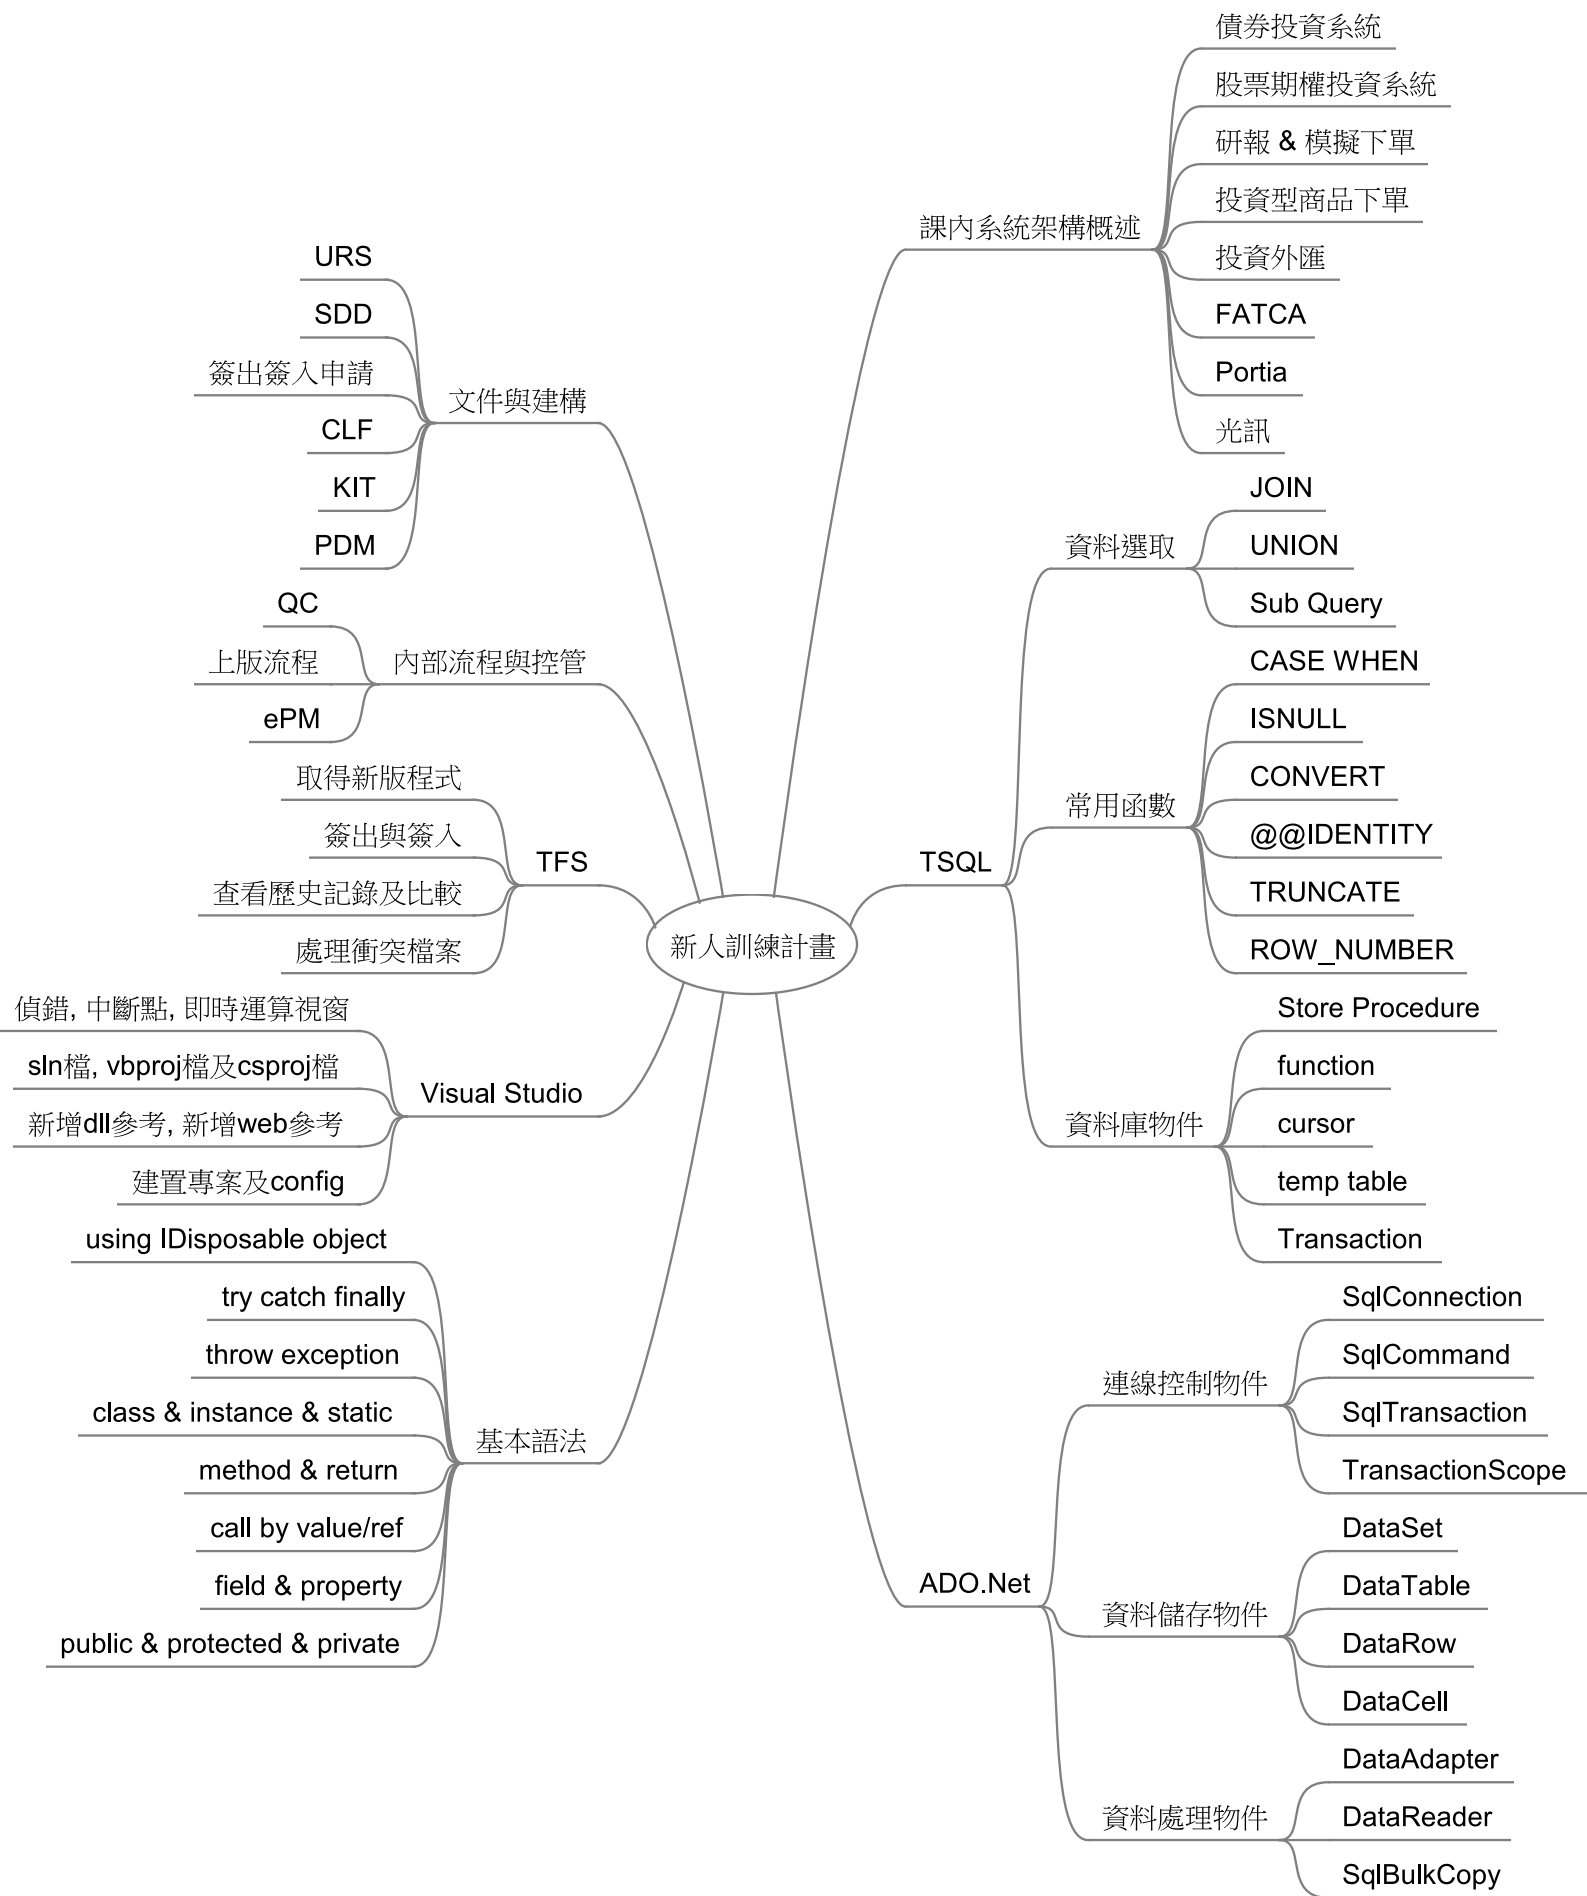 新人訓練計畫
課內系統架構概述
債券投資系統
股票期權投資系統
研報 & 模擬下單
投資型商品下單
投資外匯
FATCA
Portia
光訊
TSQL
資料選取
JOIN
UNION
Sub Query
常用函數
CASE WHEN
ISNULL
CONVERT
@@IDENTITY
TRUNCATE
ROW_NUMBER
資料庫物件
Store Procedure
function
cursor
temp table
Transaction
ADO.Net
連線控制物件
SqlConnection
SqlCommand
SqlTransaction
TransactionScope
資料儲存物件
DataSet
DataTable
DataRow
DataCell
資料處理物件
DataAdapter
DataReader
SqlBulkCopy
文件與建構
URS
SDD
簽出簽入申請
CLF
KIT
PDM
內部流程與控管
QC
上版流程
ePM
TFS
取得新版程式
簽出與簽入
查看歷史記錄及比較
處理衝突檔案
Visual Studio
偵錯, 中斷點, 即時運算視窗
sln檔, vbproj檔及csproj檔
新增dll參考, 新增web參考
建置專案及config
基本語法
using IDisposable object
try catch finally
throw exception
class & instance & static
method & return
call by value/ref
field & property
public & protected & private